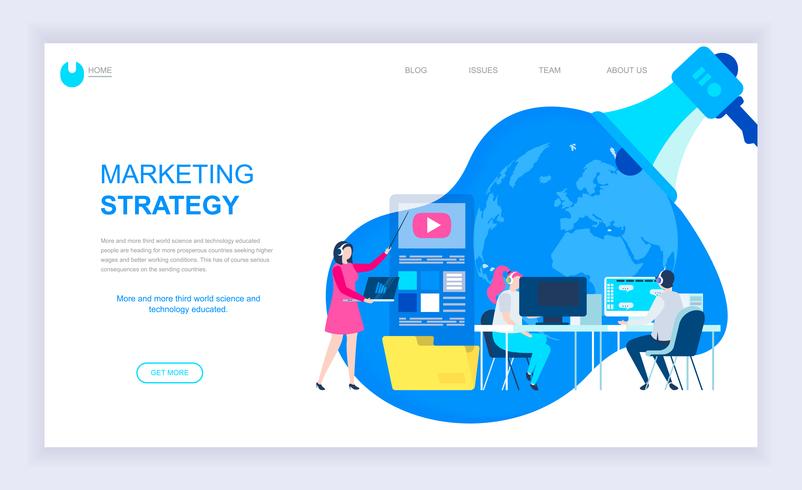 HOME BLOG ISSUES TEAM ABOUT US
MARKETING
STRATEGY
More and more third world science and technology educated
people are heading for more prosperous countries seeking higher
wages and better working conditions. This has of course serious
consequences on the sending countries.
More and more third world science and
technology educated.
GET MORE